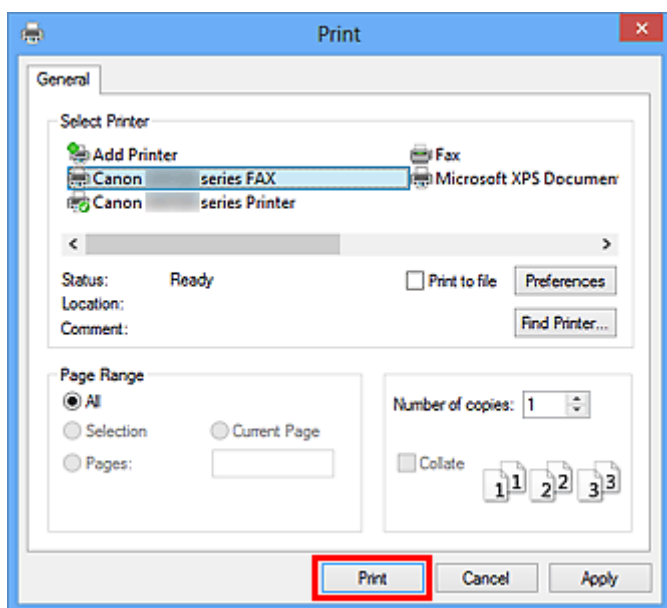 Print
General
Select Printer
Add Printer
Fax
Canon series FAX
Microsoft XPS Documen
Canon series Printer
Status: Ready
Print to file
Preferences
Location:
Comment:
Find Printer...
Page Range
All
Number of copies: 1
Selection
Current Page
Pages:
Collate
1 1 2 2 3 3
Print
Cancel
Apply